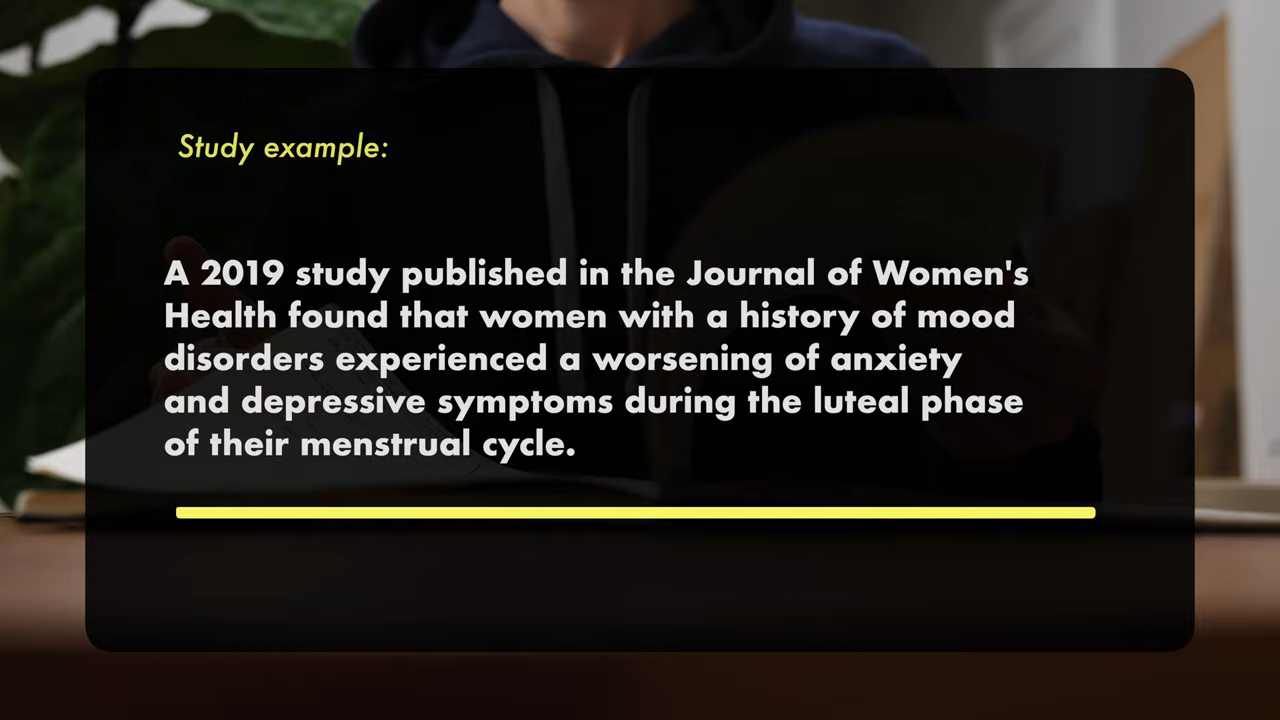 Study example:
A 2019 study published in the Journal of Women's
Health found that women with a history of mood
disorders experienced a worsening of anxiety
and depressive symptoms during the luteal phase
of their menstrual cycle.